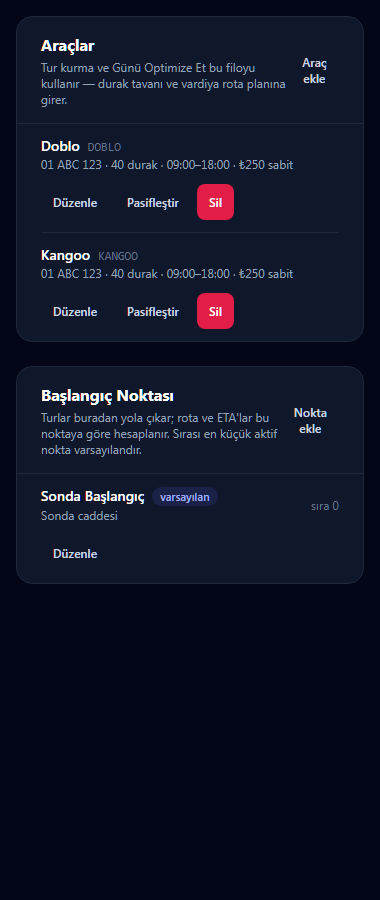 Araçlar
Tur kurma ve Günü Optimize Et bu filoyu
kullanır — durak tavanı ve vardiya rota planına
girer.
Araç
ekle
Doblo DOBLO
01 ABC 123 · 40 durak · 09:00–18:00 · ₺250 sabit
Düzenle Pasifleştir Sil
Kangoo KANGOO
01 ABC 123 · 40 durak · 09:00–18:00 · ₺250 sabit
Düzenle Pasifleştir Sil
Başlangıç Noktası
Turlar buradan yola çıkar; rota ve ETA'lar bu
noktaya göre hesaplanır. Sırası en küçük aktif
nokta varsayılandır.
Nokta
ekle
Sonda Başlangıç varsayılan
Sonda caddesi
sıra 0
Düzenle